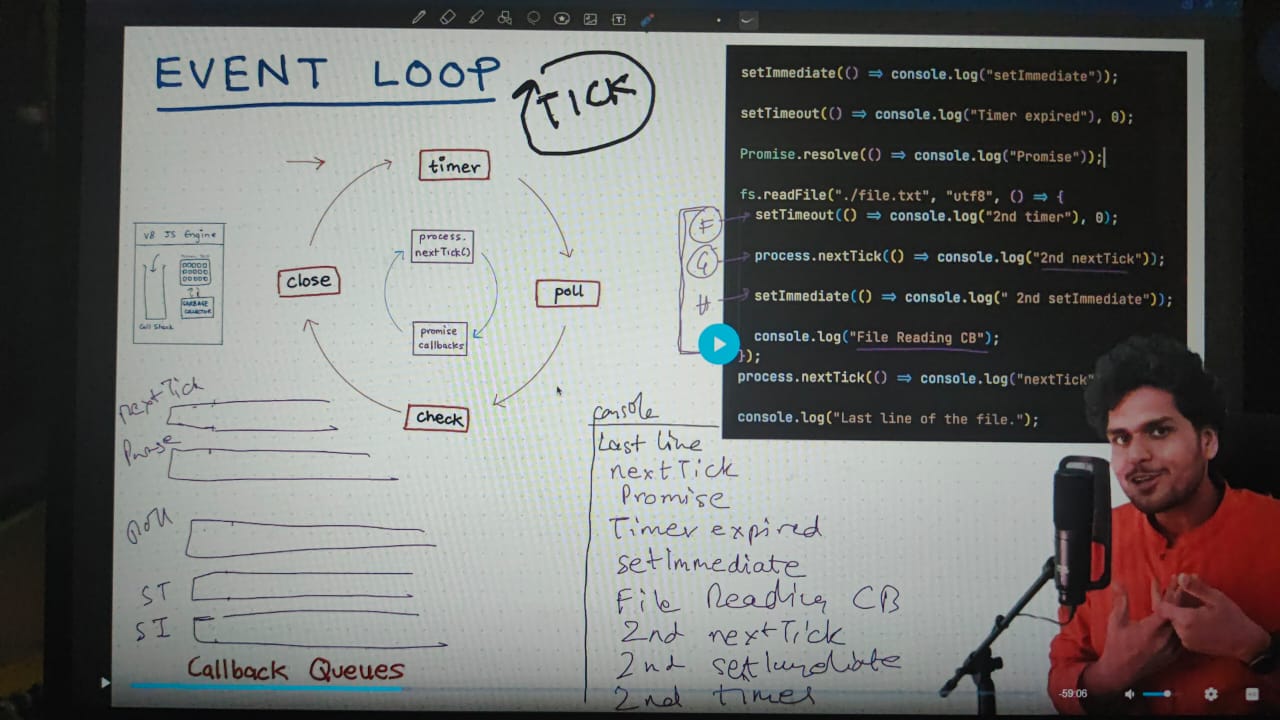 EVENT LOOP
TICK
timer
process.
nextTick()
close
poll
promise
callbacks
check
V8 JS Engine
Call Stack
GARBAGE
COLLECTOR
nextTick
Poll
ST
SI
Callback Queues
console
Last line
nextTick
Promise
Timer expired
setImmediate
File Reading CB
2nd nextTick
2nd setImmediate
2nd timer
F
G
H
setImmediate(() => console.log("setImmediate"));
setTimeout(() => console.log("Timer expired"), 0);
Promise.resolve(() => console.log("Promise"));
fs.readFile("./file.txt", "utf8", () => {
setTimeout(() => console.log("2nd timer"), 0);
process.nextTick(() => console.log("2nd nextTick"));
setImmediate(() => console.log(" 2nd setImmediate"));
console.log("File Reading CB");
});
process.nextTick(() => console.log("nextTick"
console.log("Last line of the file.");
-59:06